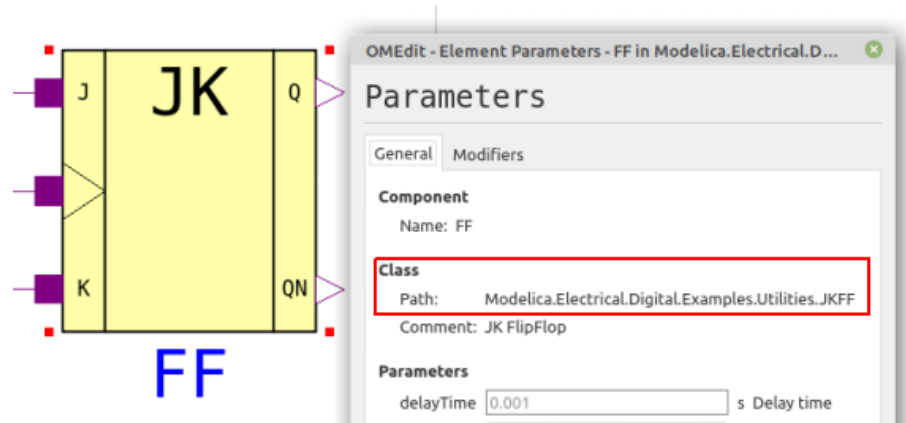 J
JK
Q
K
QN
FF
OMEdit - Element Parameters - FF in Modelica.Electrical.D...
Parameters
General Modifiers
Component
Name: FF
Class
Path: Modelica.Electrical.Digital.Examples.Utilities.JKFF
Comment: JK FlipFlop
Parameters
delayTime 0.001 s Delay time